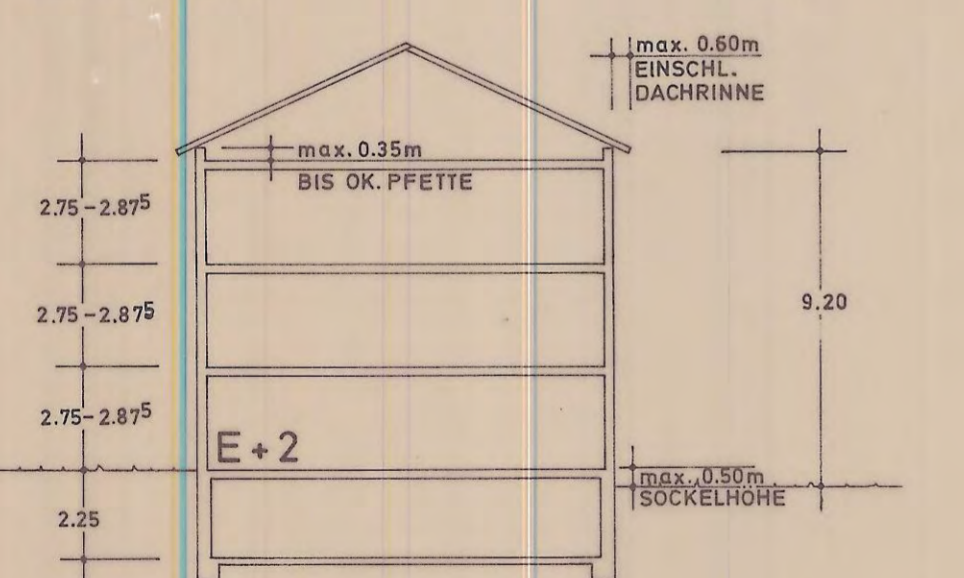 max. 0.60m
EINSCHL.
DACHRINNE
max. 0.35m
BIS OK. PFETTE
2.75-2.87⁵
2.75-2.87⁵
9.20
2.75-2.87⁵
E+2
max. 0.50m
SOCKELHÖHE
2.25